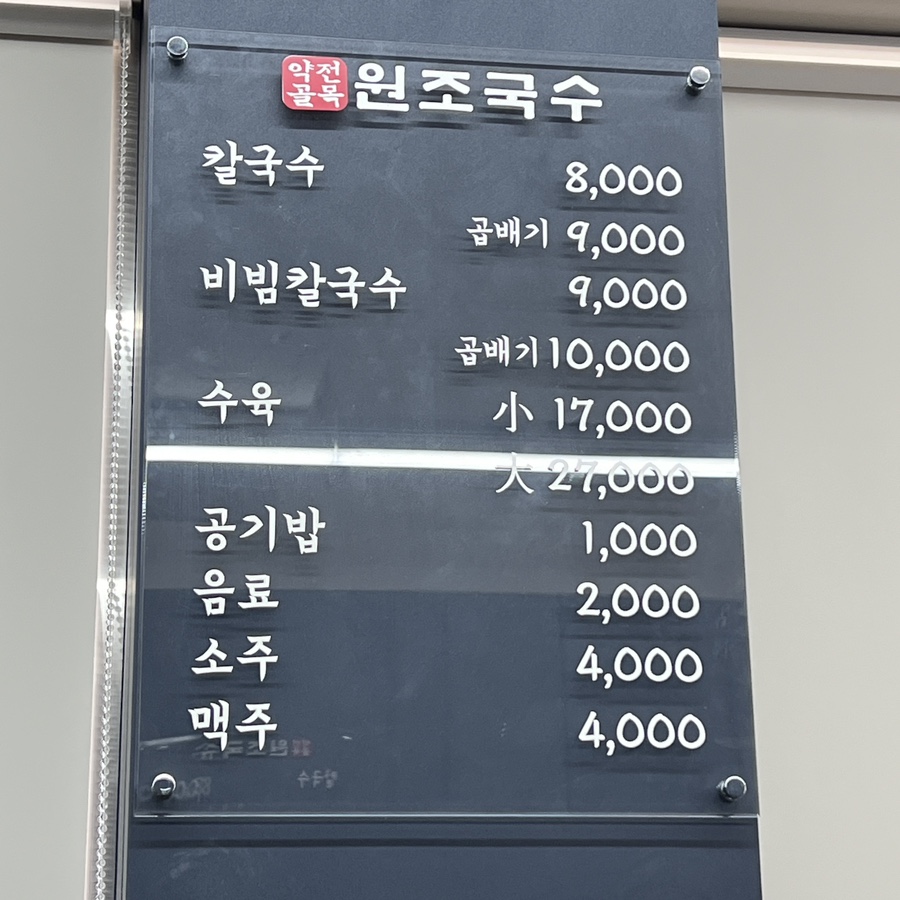 약전골목 원조국수
칼국수 8,000
곱배기 9,000
비빔칼국수 9,000
곱배기 10,000
수육 小 17,000
大 27,000
공기밥 1,000
음료 2,000
소주 4,000
맥주 4,000